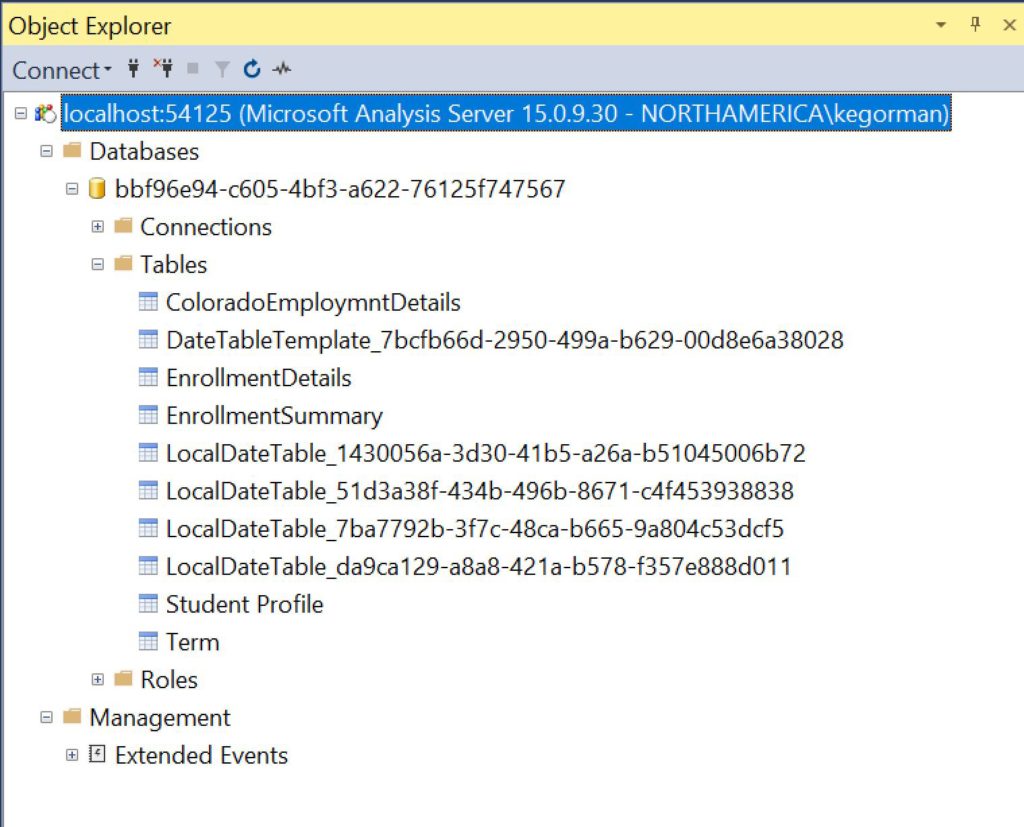 Object Explorer
Connect
localhost:54125 (Microsoft Analysis Server 15.0.9.30 - NORTHAMERICA\kegorman)
Databases
bbf96e94-c605-4bf3-a622-76125f747567
Connections
Tables
ColoradoEmploymntDetails
DateTableTemplate_7bcfb66d-2950-499a-b629-00d8e6a38028
EnrollmentDetails
EnrollmentSummary
LocalDateTable_1430056a-3d30-41b5-a26a-b51045006b72
LocalDateTable_51d3a38f-434b-496b-8671-c4f453938838
LocalDateTable_7ba7792b-3f7c-48ca-b665-9a804c53dcf5
LocalDateTable_da9ca129-a8a8-421a-b578-f357e888d011
Student Profile
Term
Roles
Management
Extended Events